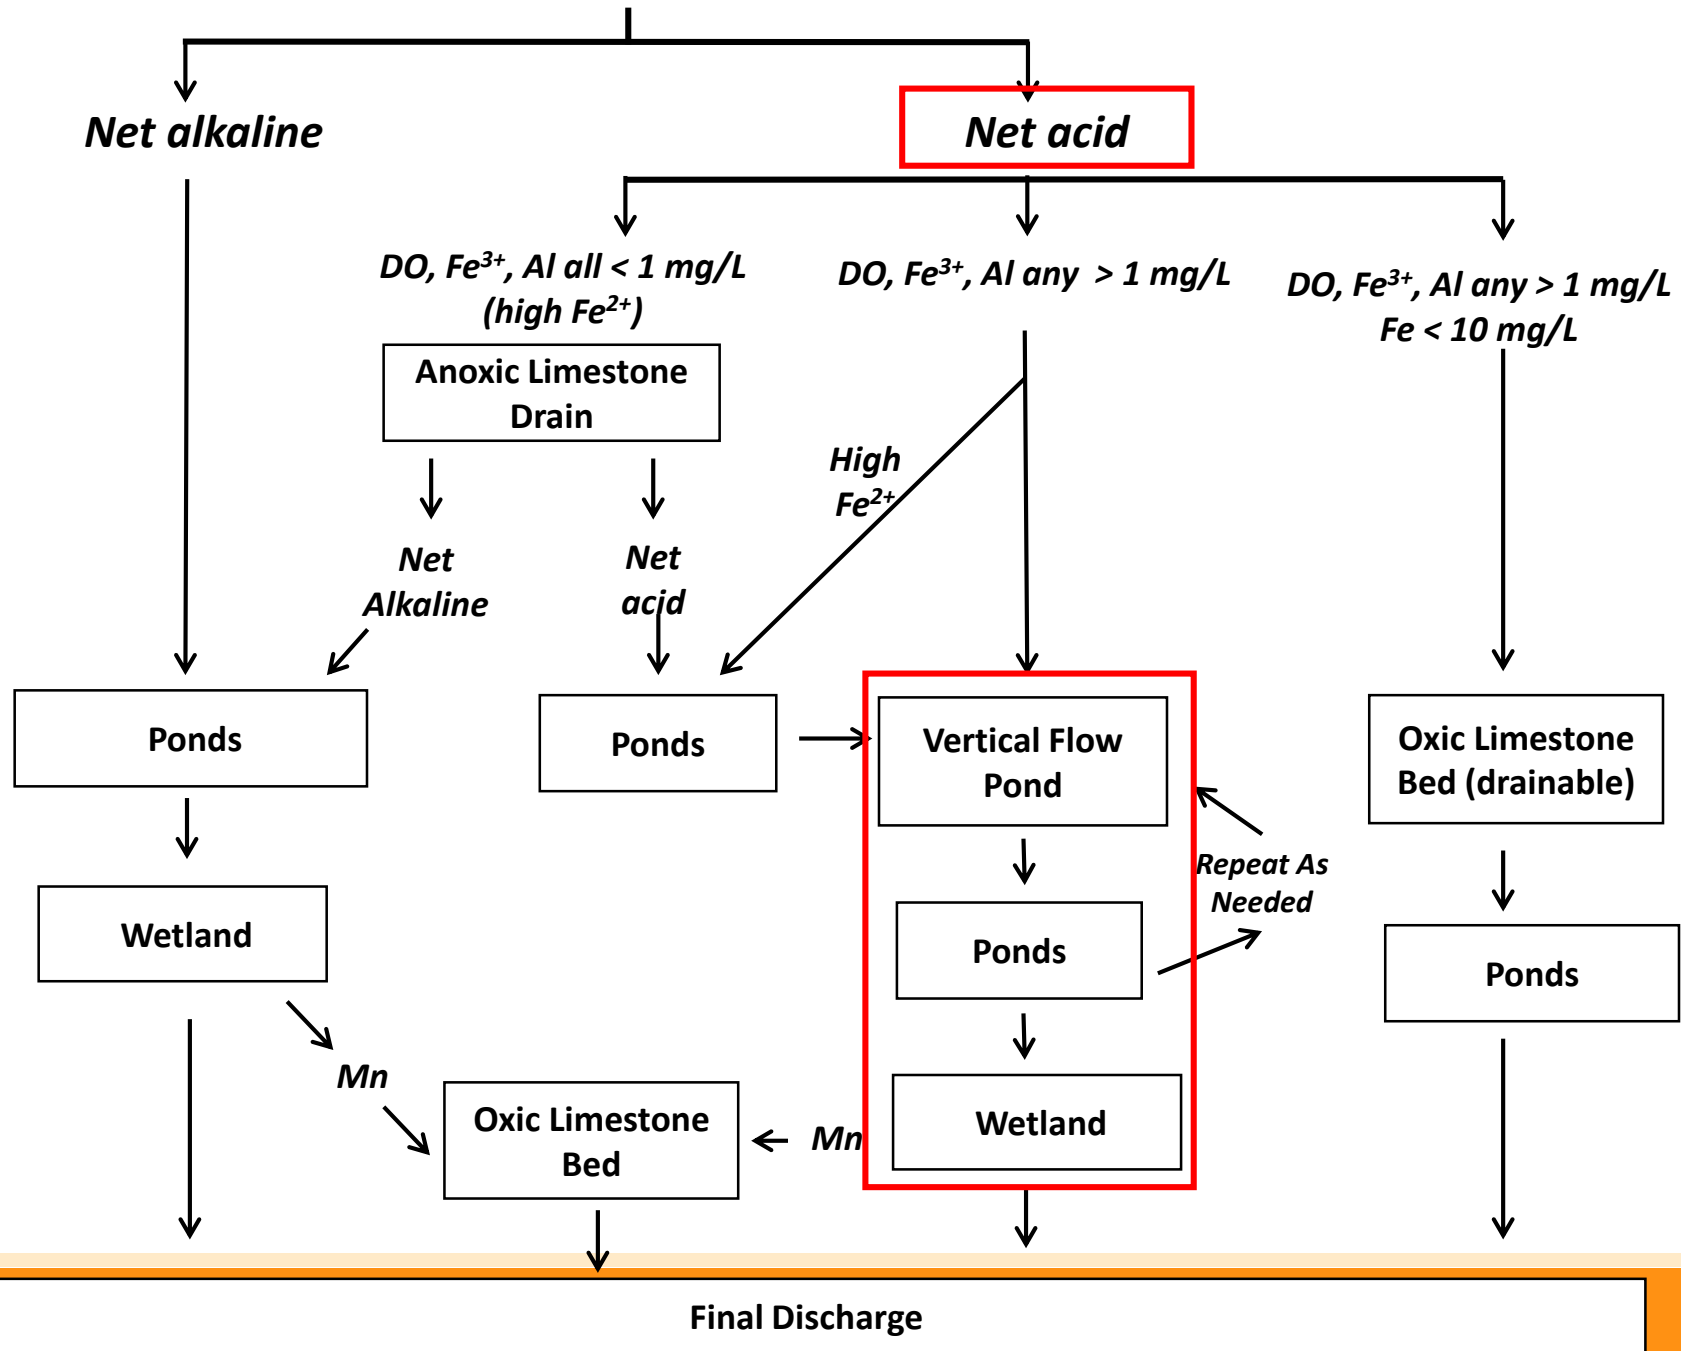 Net alkaline
Net acid
DO, Fe³⁺, Al all < 1 mg/L
(high Fe²⁺)
DO, Fe³⁺, Al any > 1 mg/L
DO, Fe³⁺, Al any > 1 mg/L
Fe < 10 mg/L
Anoxic Limestone
Drain
High
Fe²⁺
Net
Alkaline
Net
acid
Ponds
Ponds
Vertical Flow
Pond
Oxic Limestone
Bed (drainable)
Repeat As
Needed
Wetland
Ponds
Ponds
Mn
Oxic Limestone
Bed
Mn
Wetland
Final Discharge